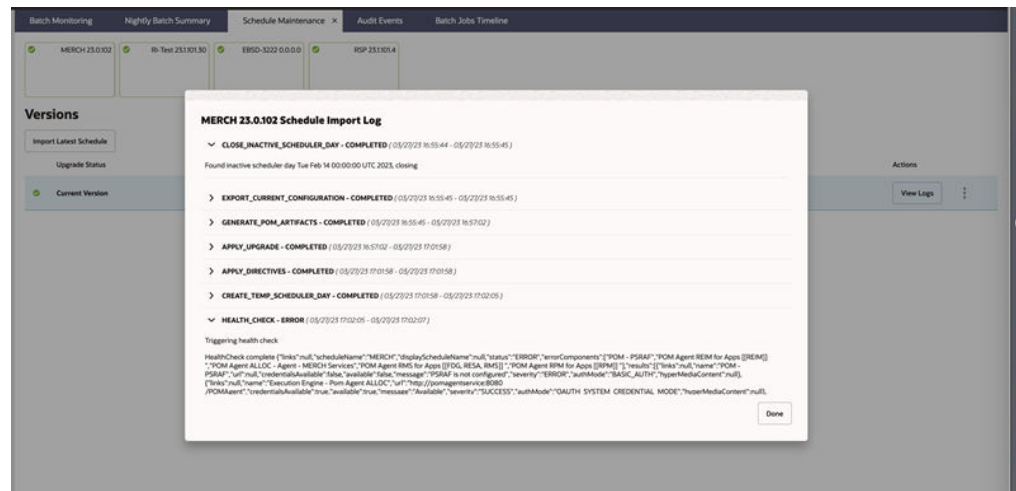 Batch Monitoring Nightly Batch Summary Schedule Maintenance × Audit Events Batch Jobs Timeline
MERCH 23.0.102 RI-Test 23.1.101.30 EBSD-3222 0.0.0.0 RSP 23.1.101.4
Versions
Import Latest Schedule
Upgrade Status Actions
Current Version View Logs
MERCH 23.0.102 Schedule Import Log
CLOSE_INACTIVE_SCHEDULER_DAY - COMPLETED ( 03/27/23 16:55:44 - 03/27/23 16:55:45 )
Found inactive scheduler day Tue Feb 14 00:00:00 UTC 2023, closing
EXPORT_CURRENT_CONFIGURATION - COMPLETED ( 03/27/23 16:55:45 - 03/27/23 16:55:45 )
GENERATE_POM_ARTIFACTS - COMPLETED ( 03/27/23 16:55:45 - 03/27/23 16:57:02 )
APPLY_UPGRADE - COMPLETED ( 03/27/23 16:57:02 - 03/27/23 17:01:58 )
APPLY_DIRECTIVES - COMPLETED ( 03/27/23 17:01:58 - 03/27/23 17:01:58 )
CREATE_TEMP_SCHEDULER_DAY - COMPLETED ( 03/27/23 17:01:58 - 03/27/23 17:02:05 )
HEALTH_CHECK - ERROR ( 03/27/23 17:02:05 - 03/27/23 17:02:07 )
Triggering health check
HealthCheck complete {"links":null,"scheduleName":"MERCH","displayScheduleName":null,"status":"ERROR","errorComponents":["POM - PSRAF","POM Agent REIM for Apps [[REIM]]
","POM Agent ALLOC - Agent - MERCH Services","POM Agent RMS for Apps [[FDG, RESA, RMS]] ","POM Agent RPM for Apps [[RPM]] "],"results":[{"links":null,"name":"POM -
PSRAF","url":null,"credentialsAvailable":false,"available":false,"message":"PSRAF is not configured","severity":"ERROR","authMode":"BASIC_AUTH","hyperMediaContent":null},
{"links":null,"name":"Execution Engine - Pom Agent ALLOC","url":"http://pomagentservice:8080
/POMAgent","credentialsAvailable":true,"available":true,"message":"Available","severity":"SUCCESS","authMode":"OAUTH_SYSTEM_CREDENTIAL_MODE","hyperMediaContent":null},
Done